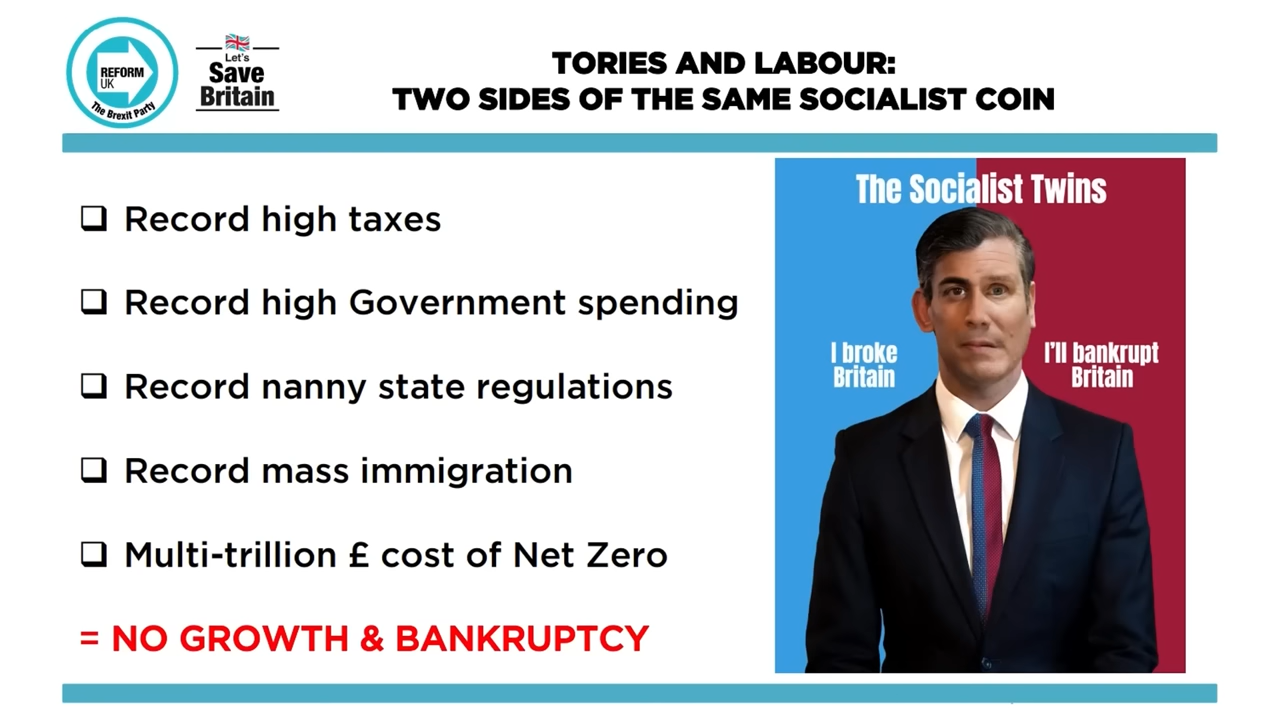 REFORM
UK
The Brexit Party
Let's
Save
Britain
TORIES AND LABOUR:
TWO SIDES OF THE SAME SOCIALIST COIN
Record high taxes
Record high Government spending
Record nanny state regulations
Record mass immigration
Multi-trillion £ cost of Net Zero
= NO GROWTH & BANKRUPTCY
The Socialist Twins
I broke
Britain
I'll bankrupt
Britain